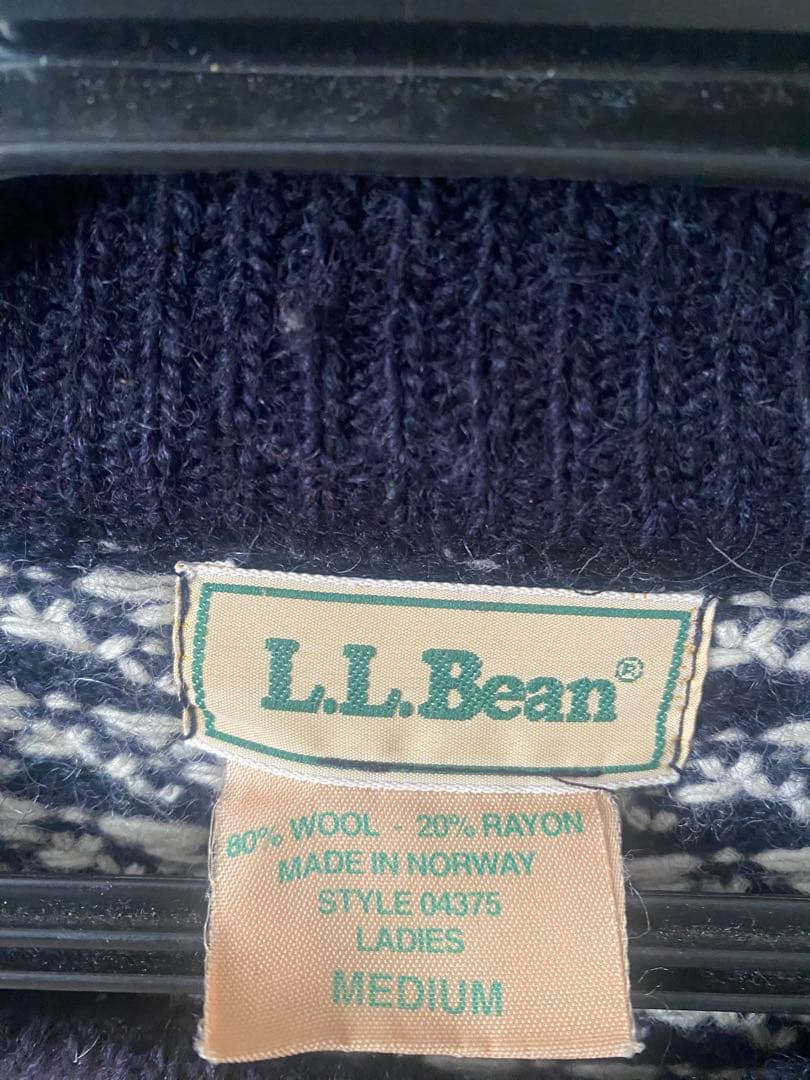 L.L.Bean®
80% WOOL - 20% RAYON
MADE IN NORWAY
STYLE 04375
LADIES
MEDIUM